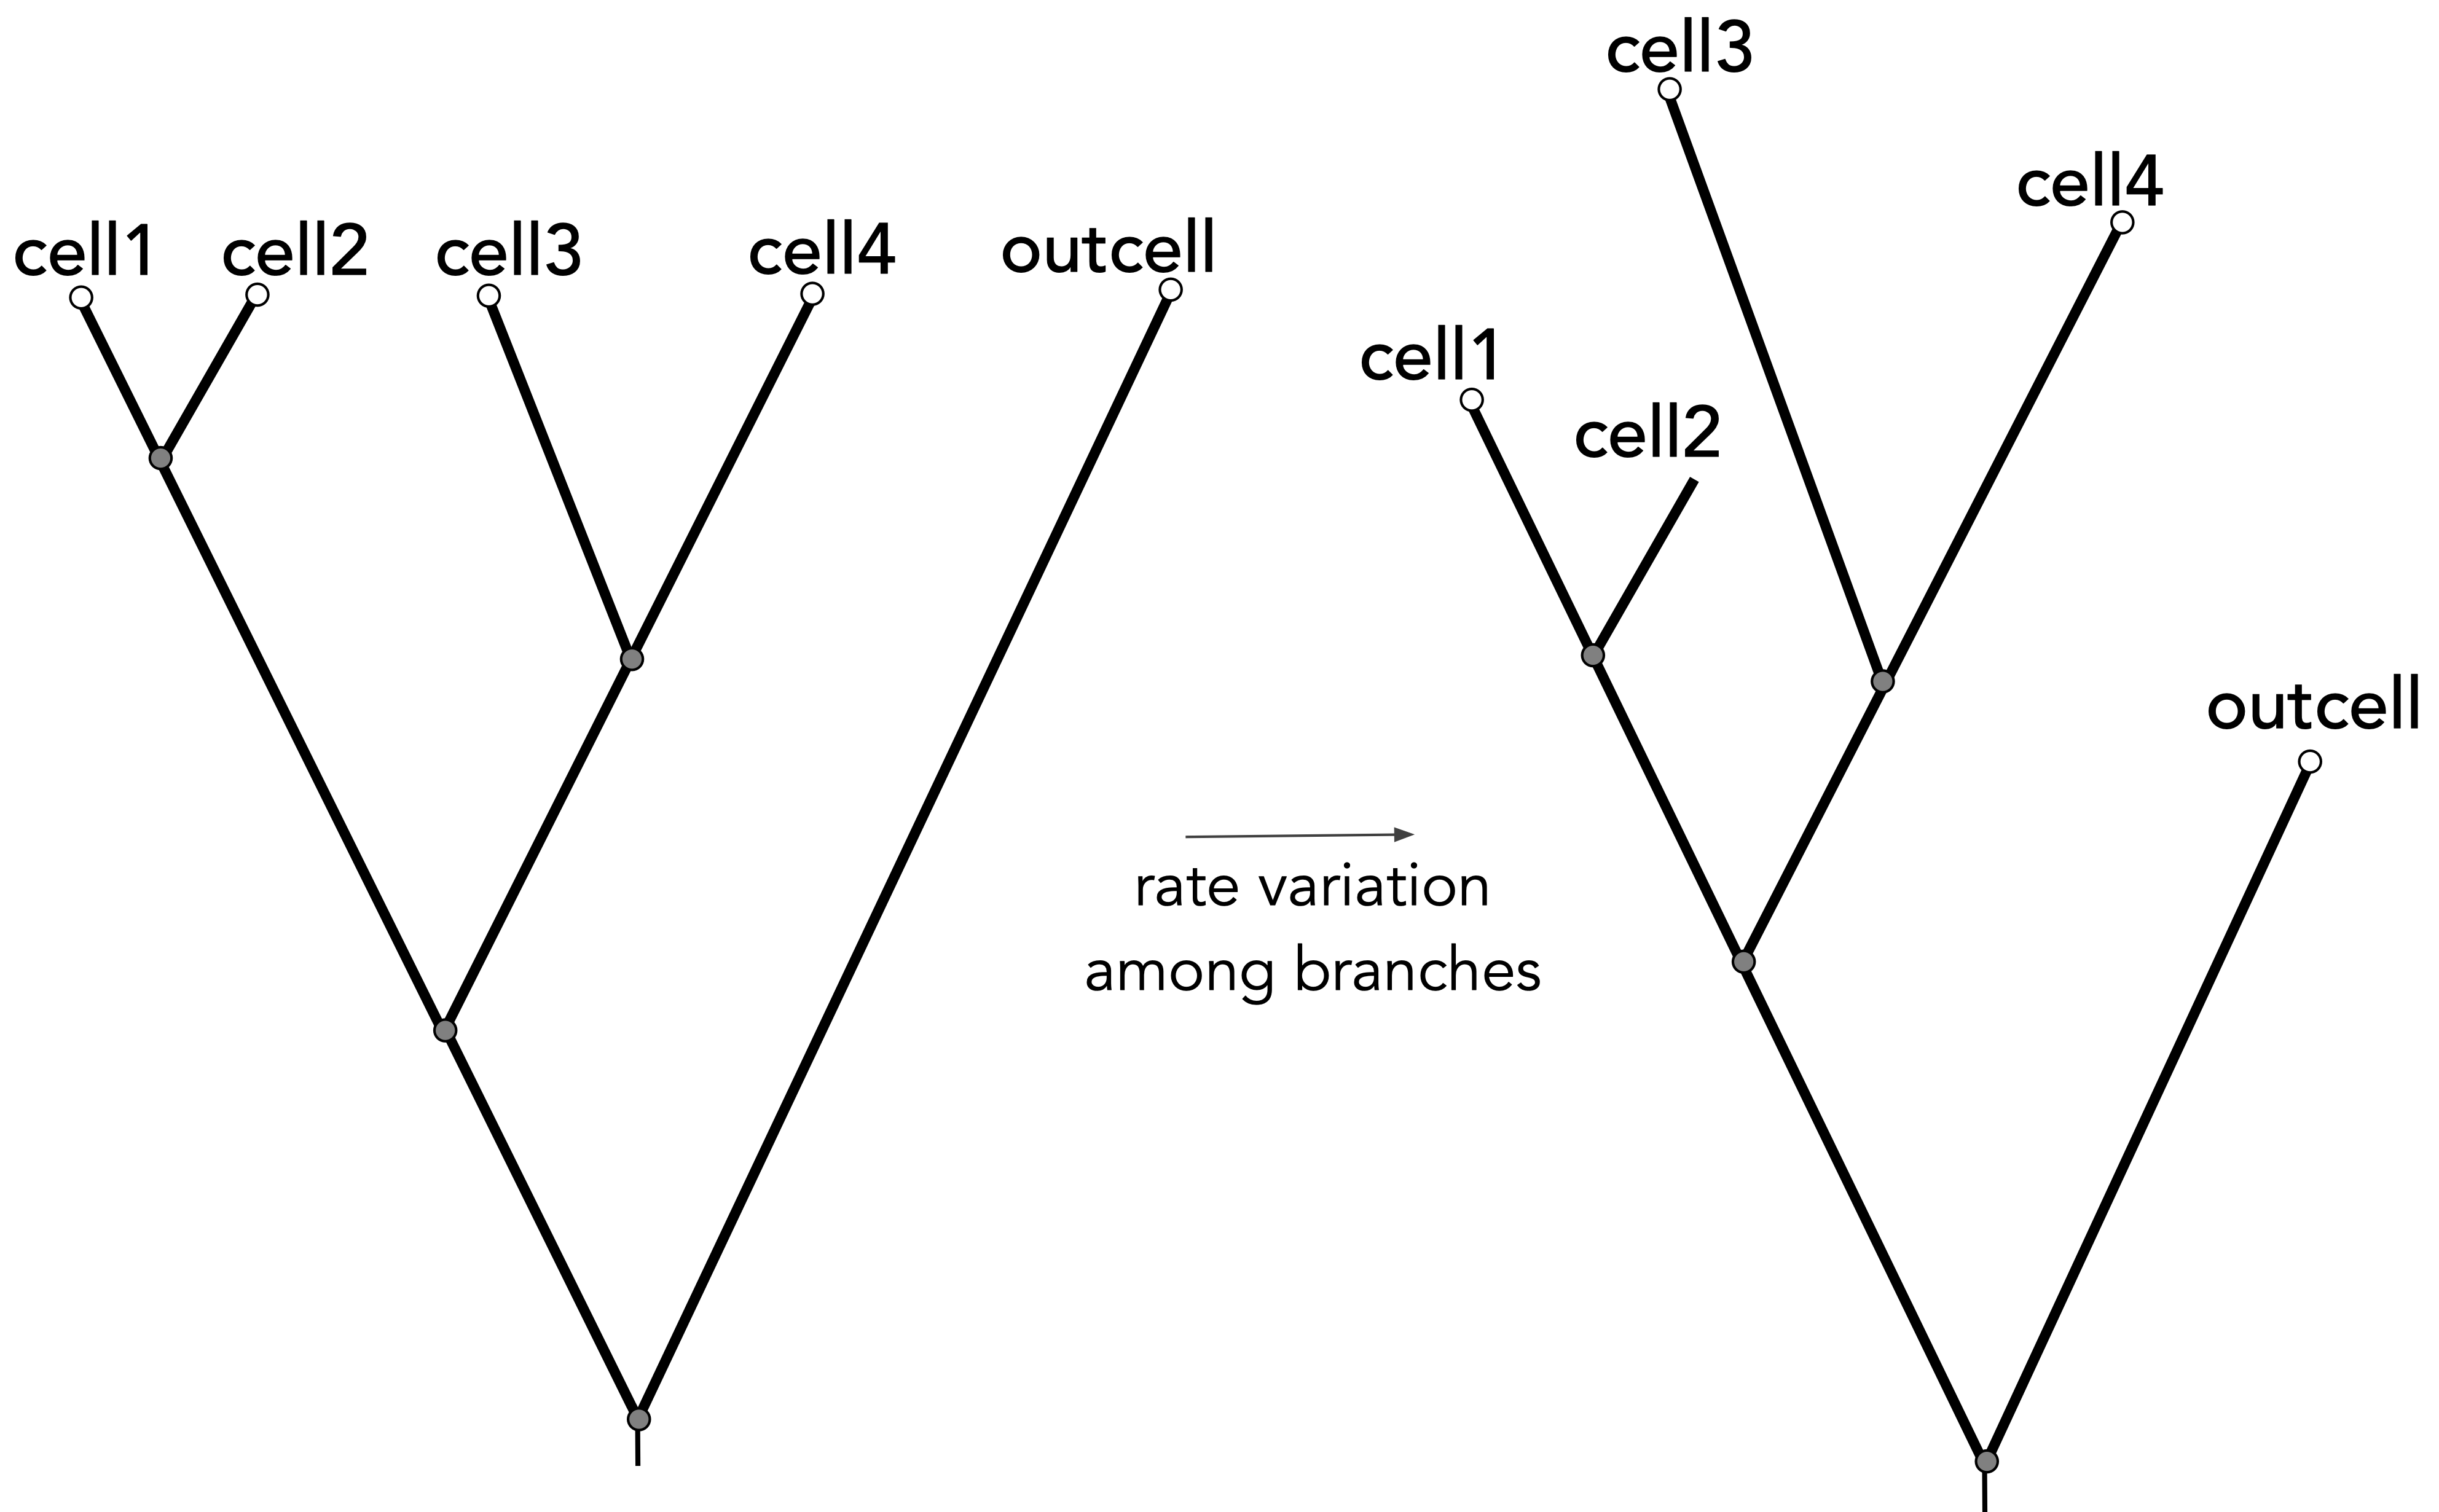 cell1
cell2
cell3
cell4
outcell
rate variation
among branches
cell3
cell4
cell1
cell2
outcell